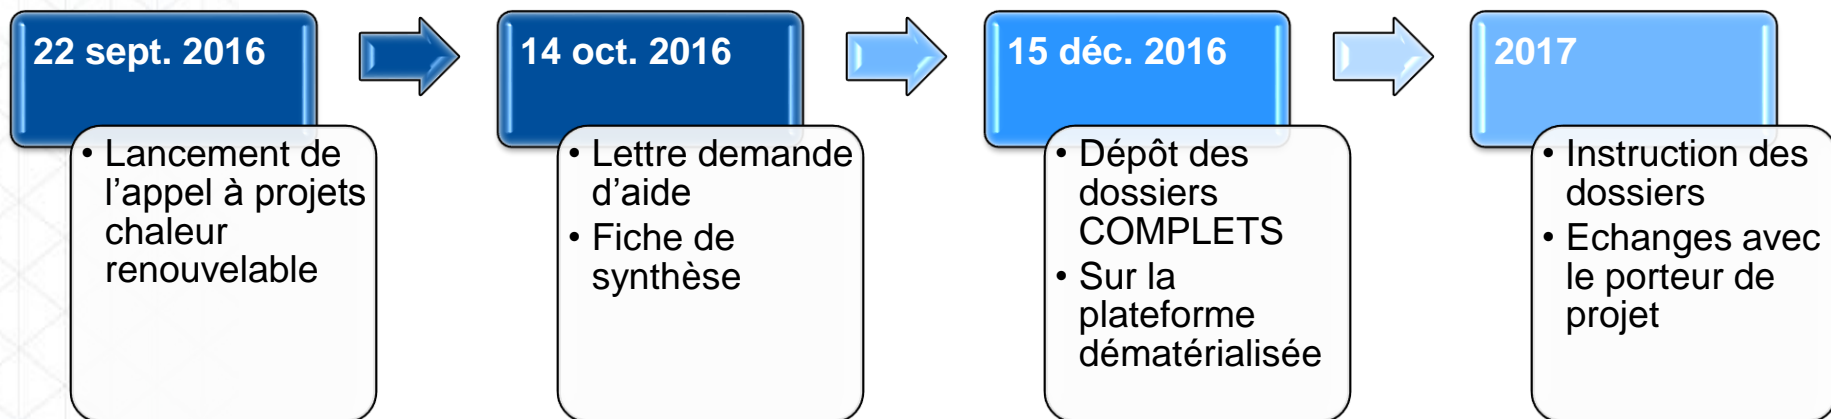 22 sept. 2016
• Lancement de
l’appel à projets
chaleur
renouvelable
14 oct. 2016
• Lettre demande
d’aide
• Fiche de
synthèse
15 déc. 2016
• Dépôt des
dossiers
COMPLETS
• Sur la
plateforme
dématérialisée
2017
• Instruction des
dossiers
• Echanges avec
le porteur de
projet